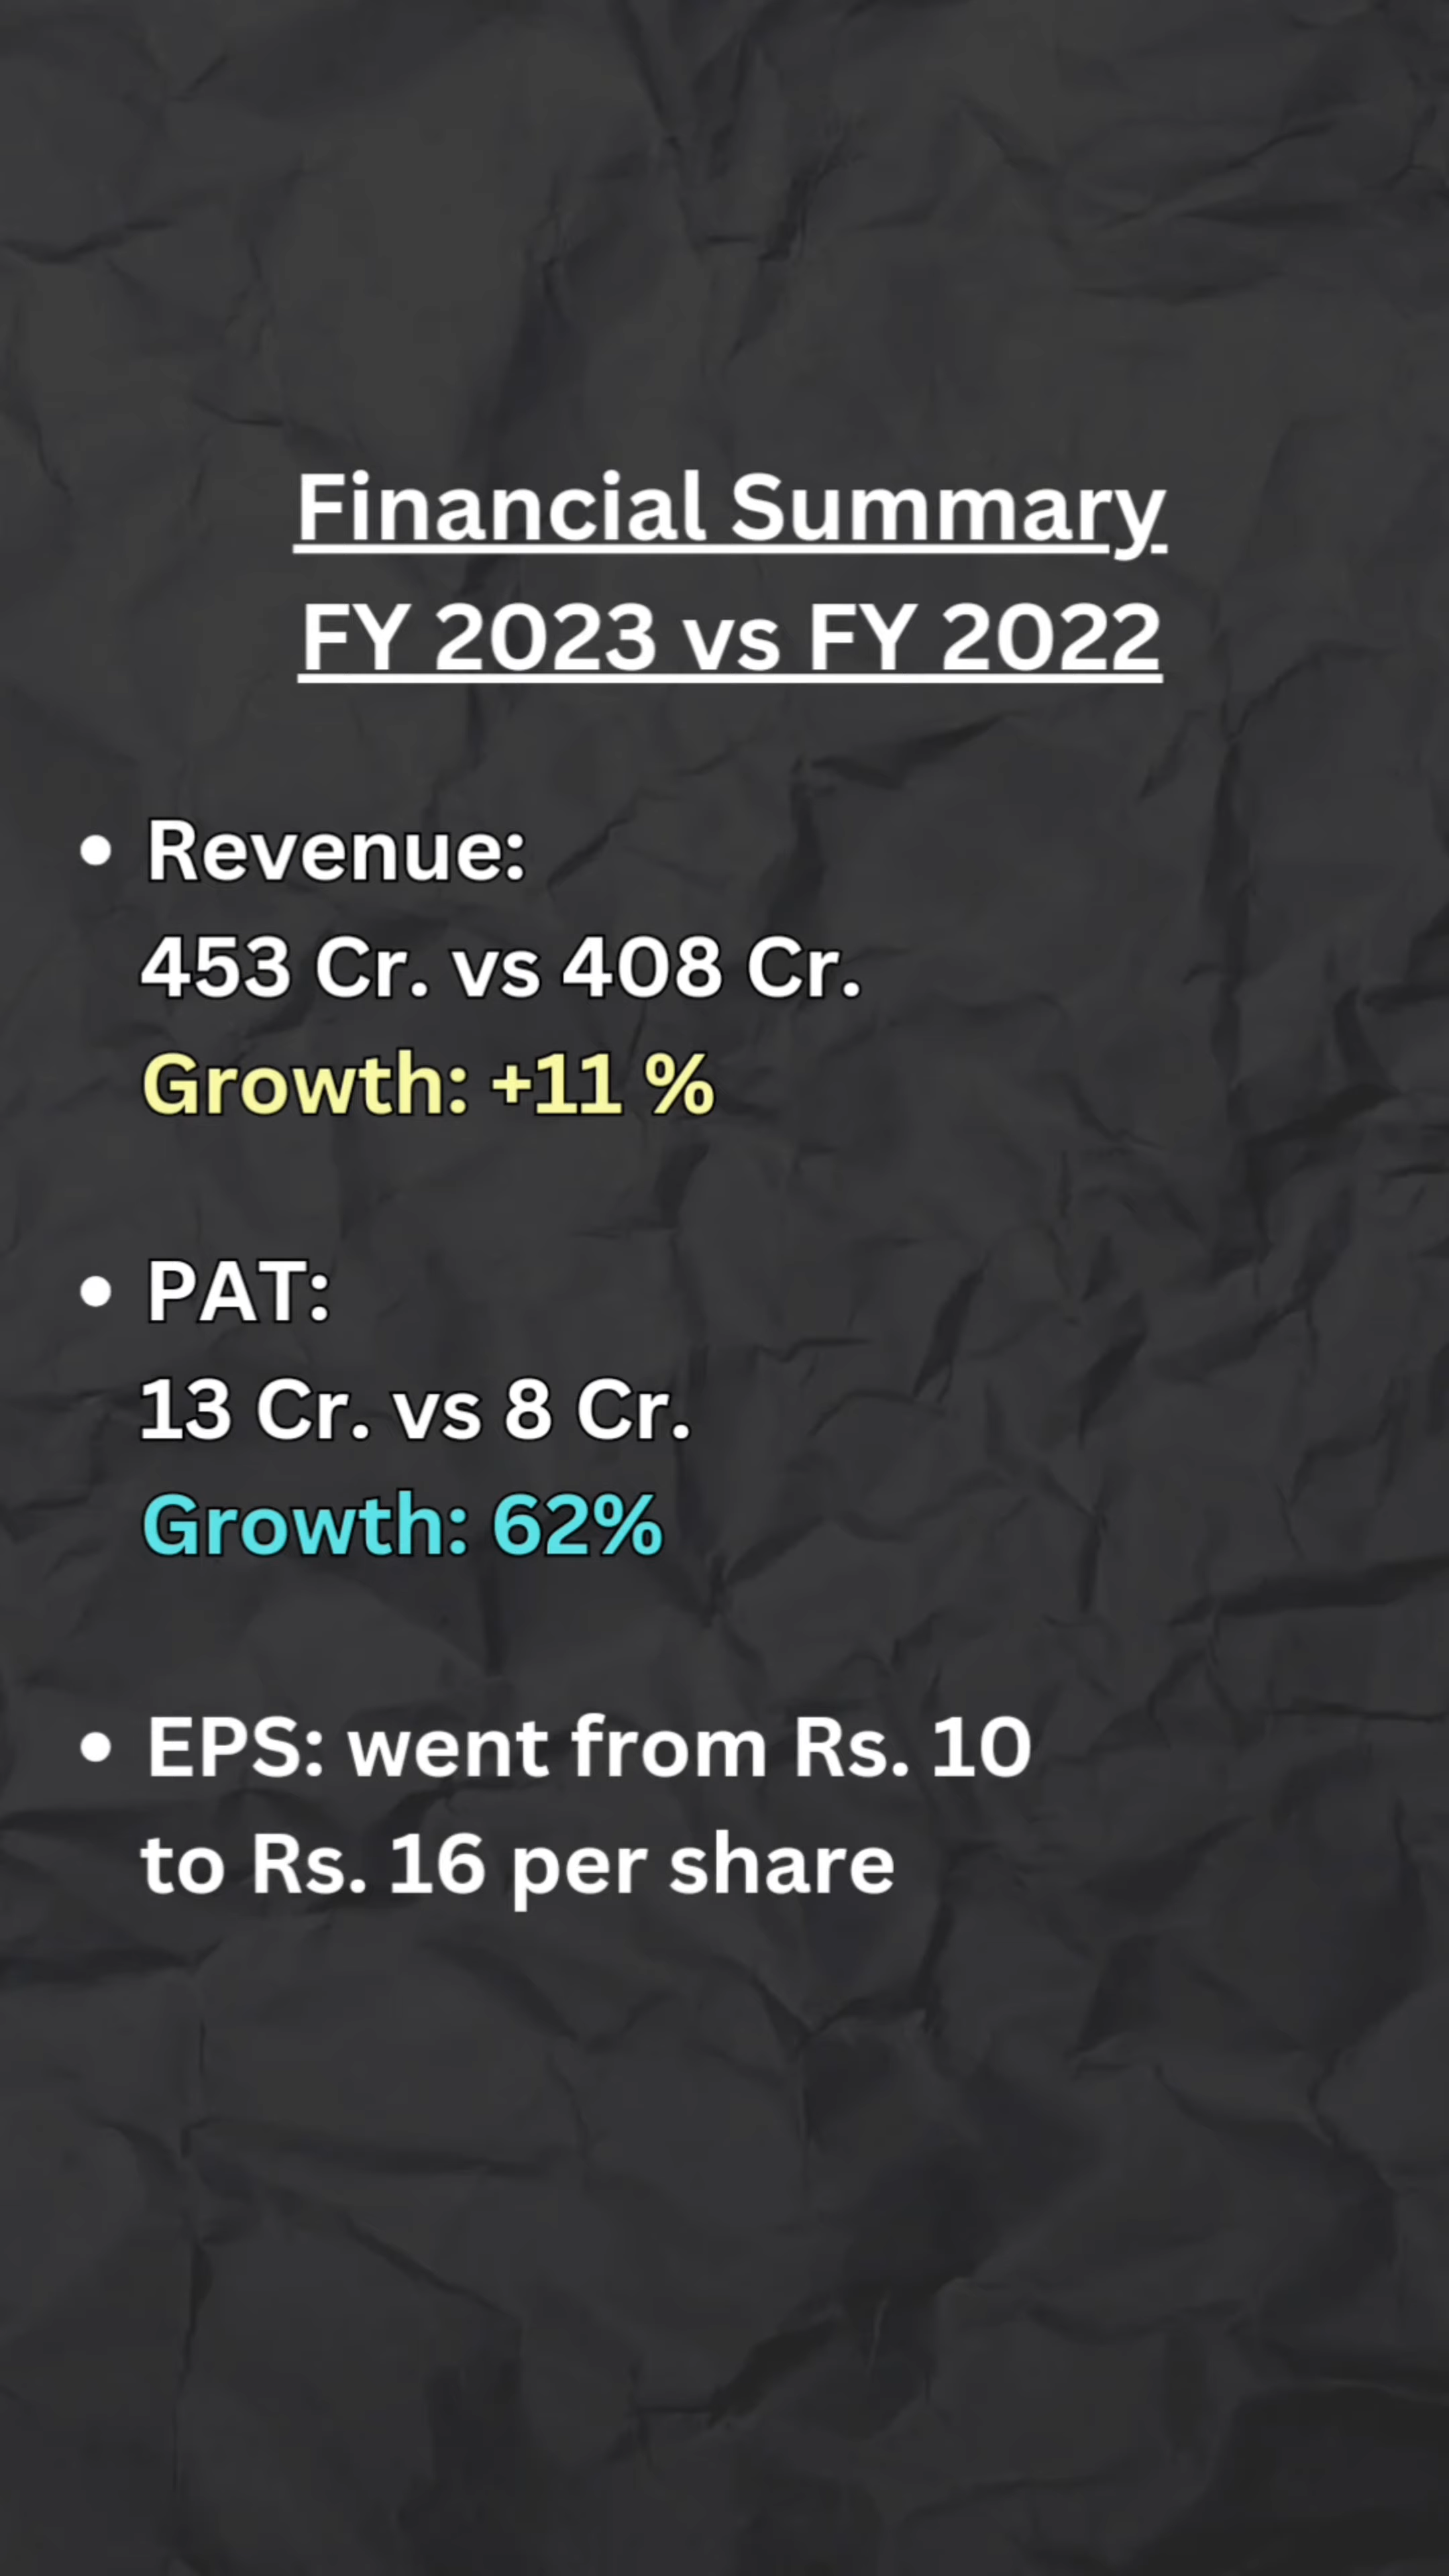 Financial Summary
FY 2023 vs FY 2022
• Revenue:
453 Cr. vs 408 Cr.
Growth: +11 %
• PAT:
13 Cr. vs 8 Cr.
Growth: 62%
• EPS: went from Rs. 10
to Rs. 16 per share